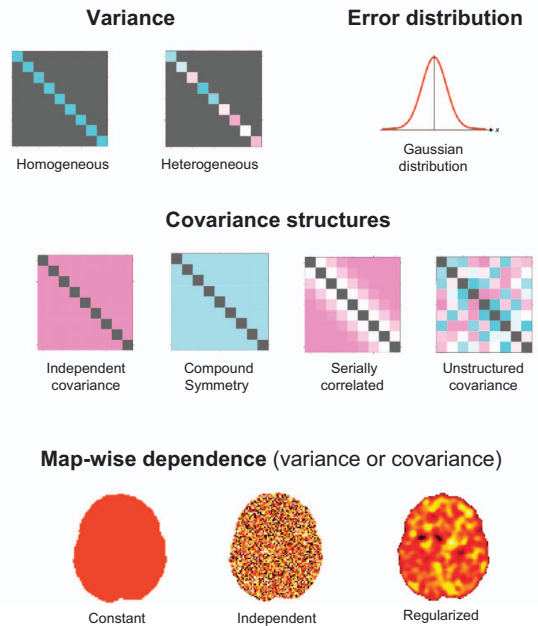 Variance
Error distribution
Homogeneous
Heterogeneous
x
Gaussian
distribution
Covariance structures
Independent
covariance
Compound
Symmetry
Serially
correlated
Unstructured
covariance
Map-wise dependence (variance or covariance)
Constant
Independent
Regularized